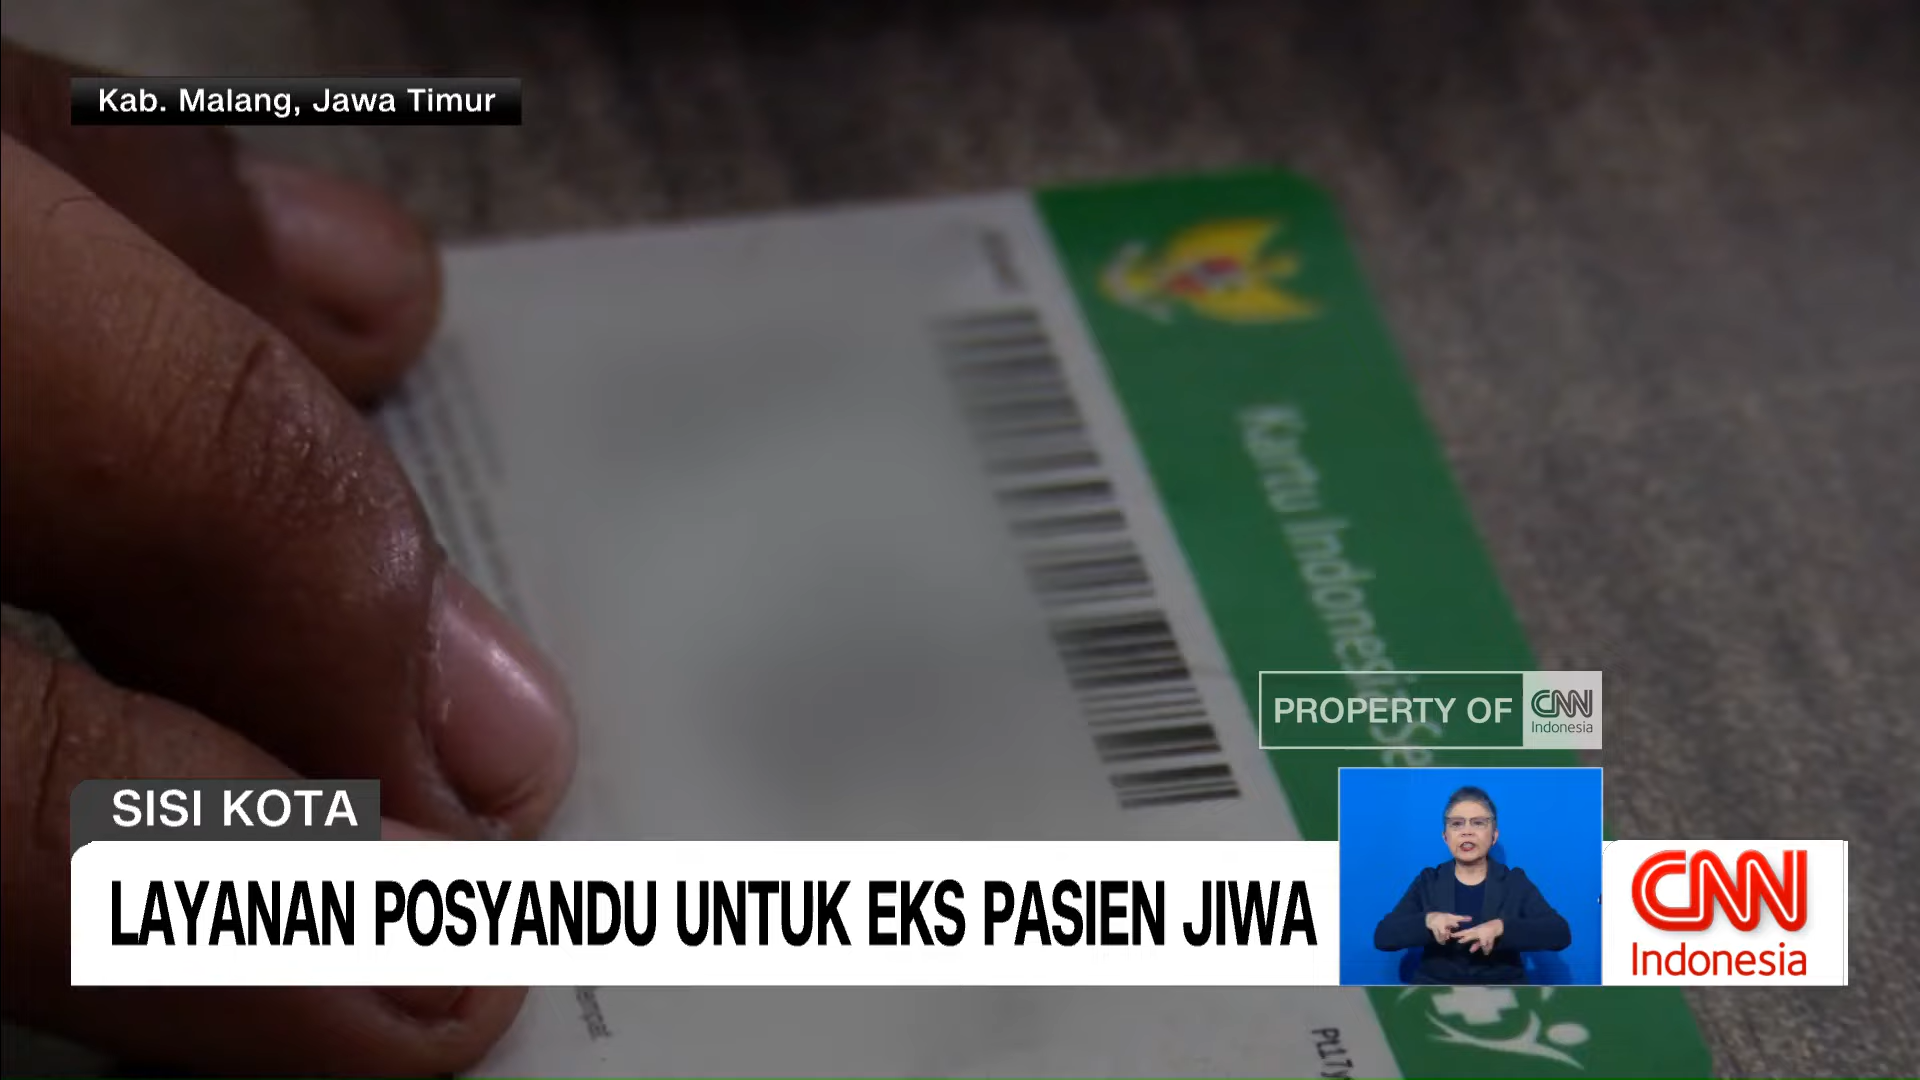 Kab. Malang, Jawa Timur
Kartu Indonesia Se
PROPERTY OF CNN Indonesia
SISI KOTA
LAYANAN POSYANDU UNTUK EKS PASIEN JIWA
CNN
Indonesia